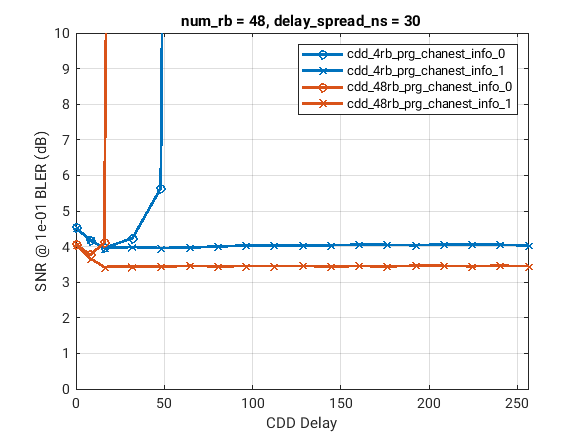 num_rb = 48, delay_spread_ns = 30
SNR @ 1e-01 BLER (dB)
10
9
8
7
6
5
4
3
2
1
0
cdd_4rb_prg_chanest_info_0
cdd_4rb_prg_chanest_info_1
cdd_48rb_prg_chanest_info_0
cdd_48rb_prg_chanest_info_1
0 50 100 150 200 250
CDD Delay